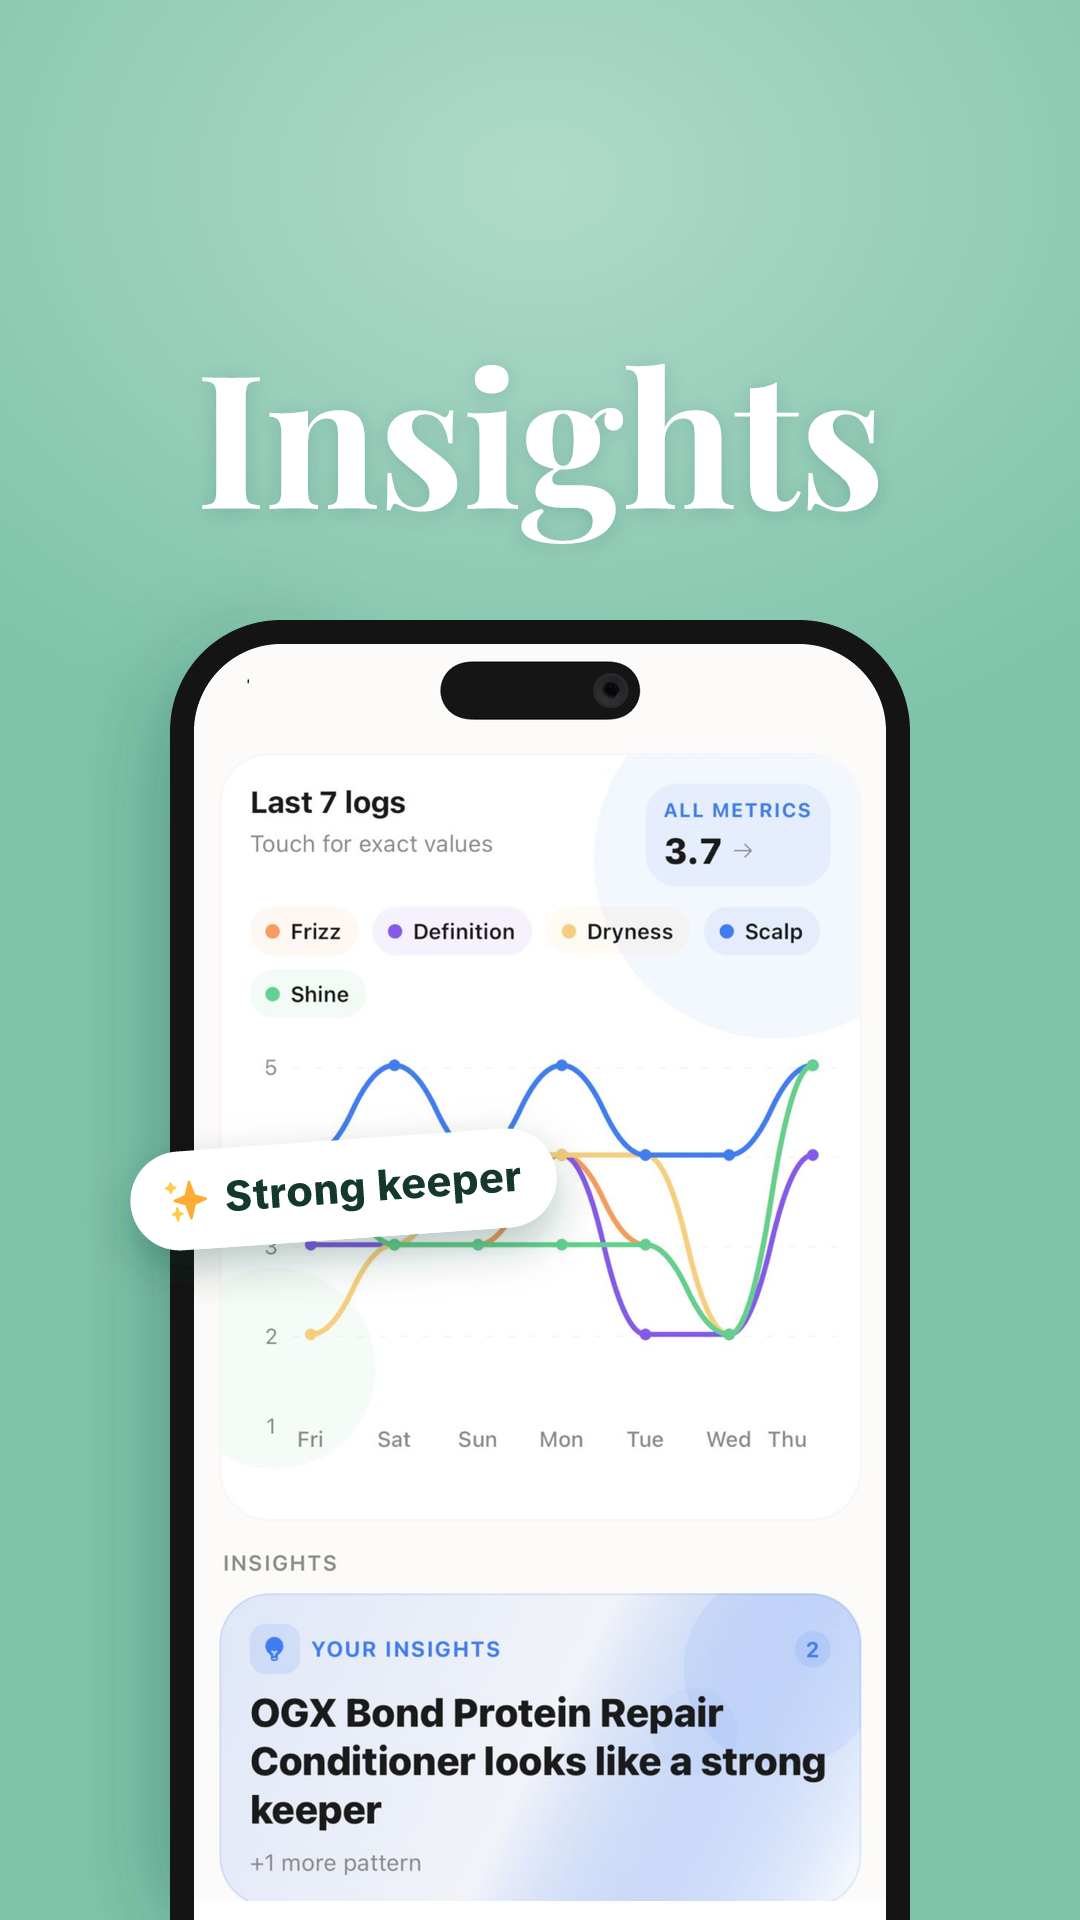 Insights
Last 7 logs
Touch for exact values
ALL METRICS
3.7 →
Frizz
Definition
Dryness
Scalp
Shine
5
✨ Strong keeper
3
2
1
Fri Sat Sun Mon Tue Wed Thu
INSIGHTS
YOUR INSIGHTS
2
OGX Bond Protein Repair
Conditioner looks like a strong
keeper
+1 more pattern